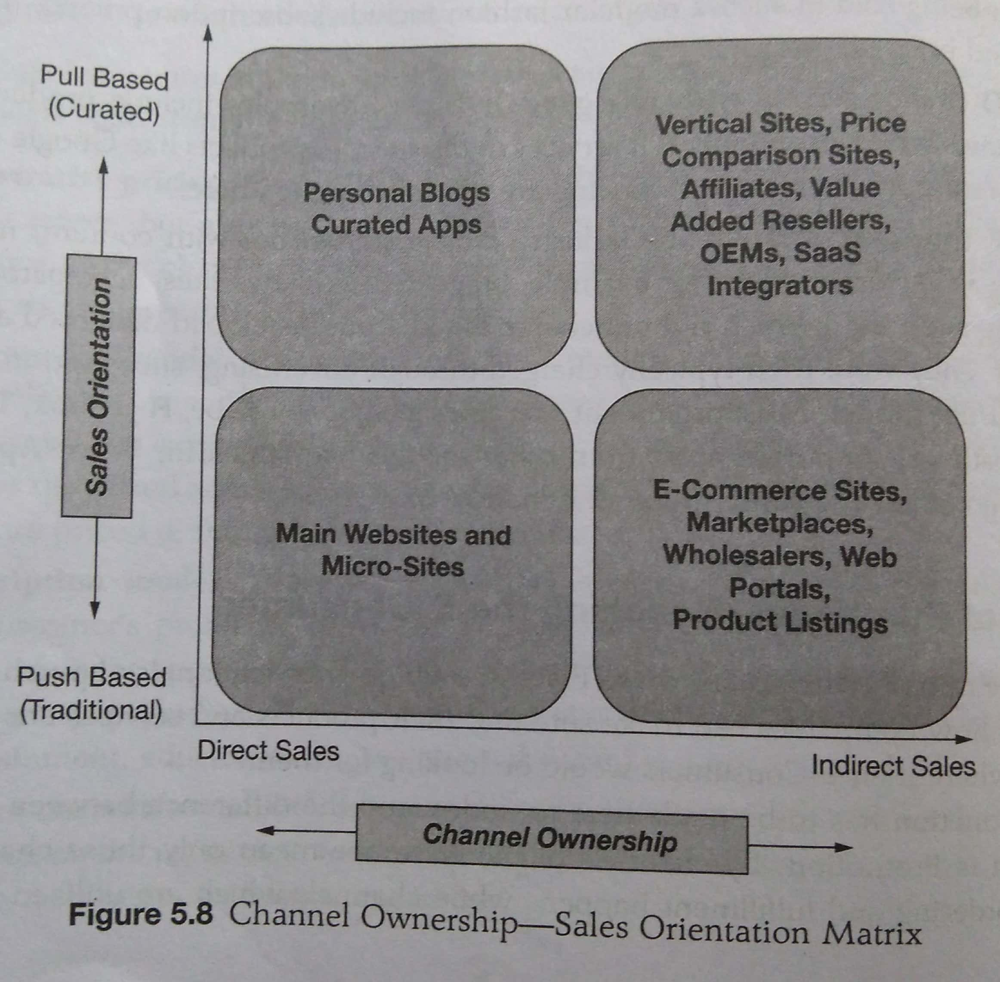 Pull Based
(Curated)
Personal Blogs
Curated Apps
Vertical Sites, Price
Comparison Sites,
Affiliates, Value
Added Resellers,
OEMs, SaaS
Integrators
Sales Orientation
Main Websites and
Micro-Sites
E-Commerce Sites,
Marketplaces,
Wholesalers, Web
Portals,
Product Listings
Push Based
(Traditional)
Direct Sales
Indirect Sales
Channel Ownership
Figure 5.8 Channel Ownership—Sales Orientation Matrix